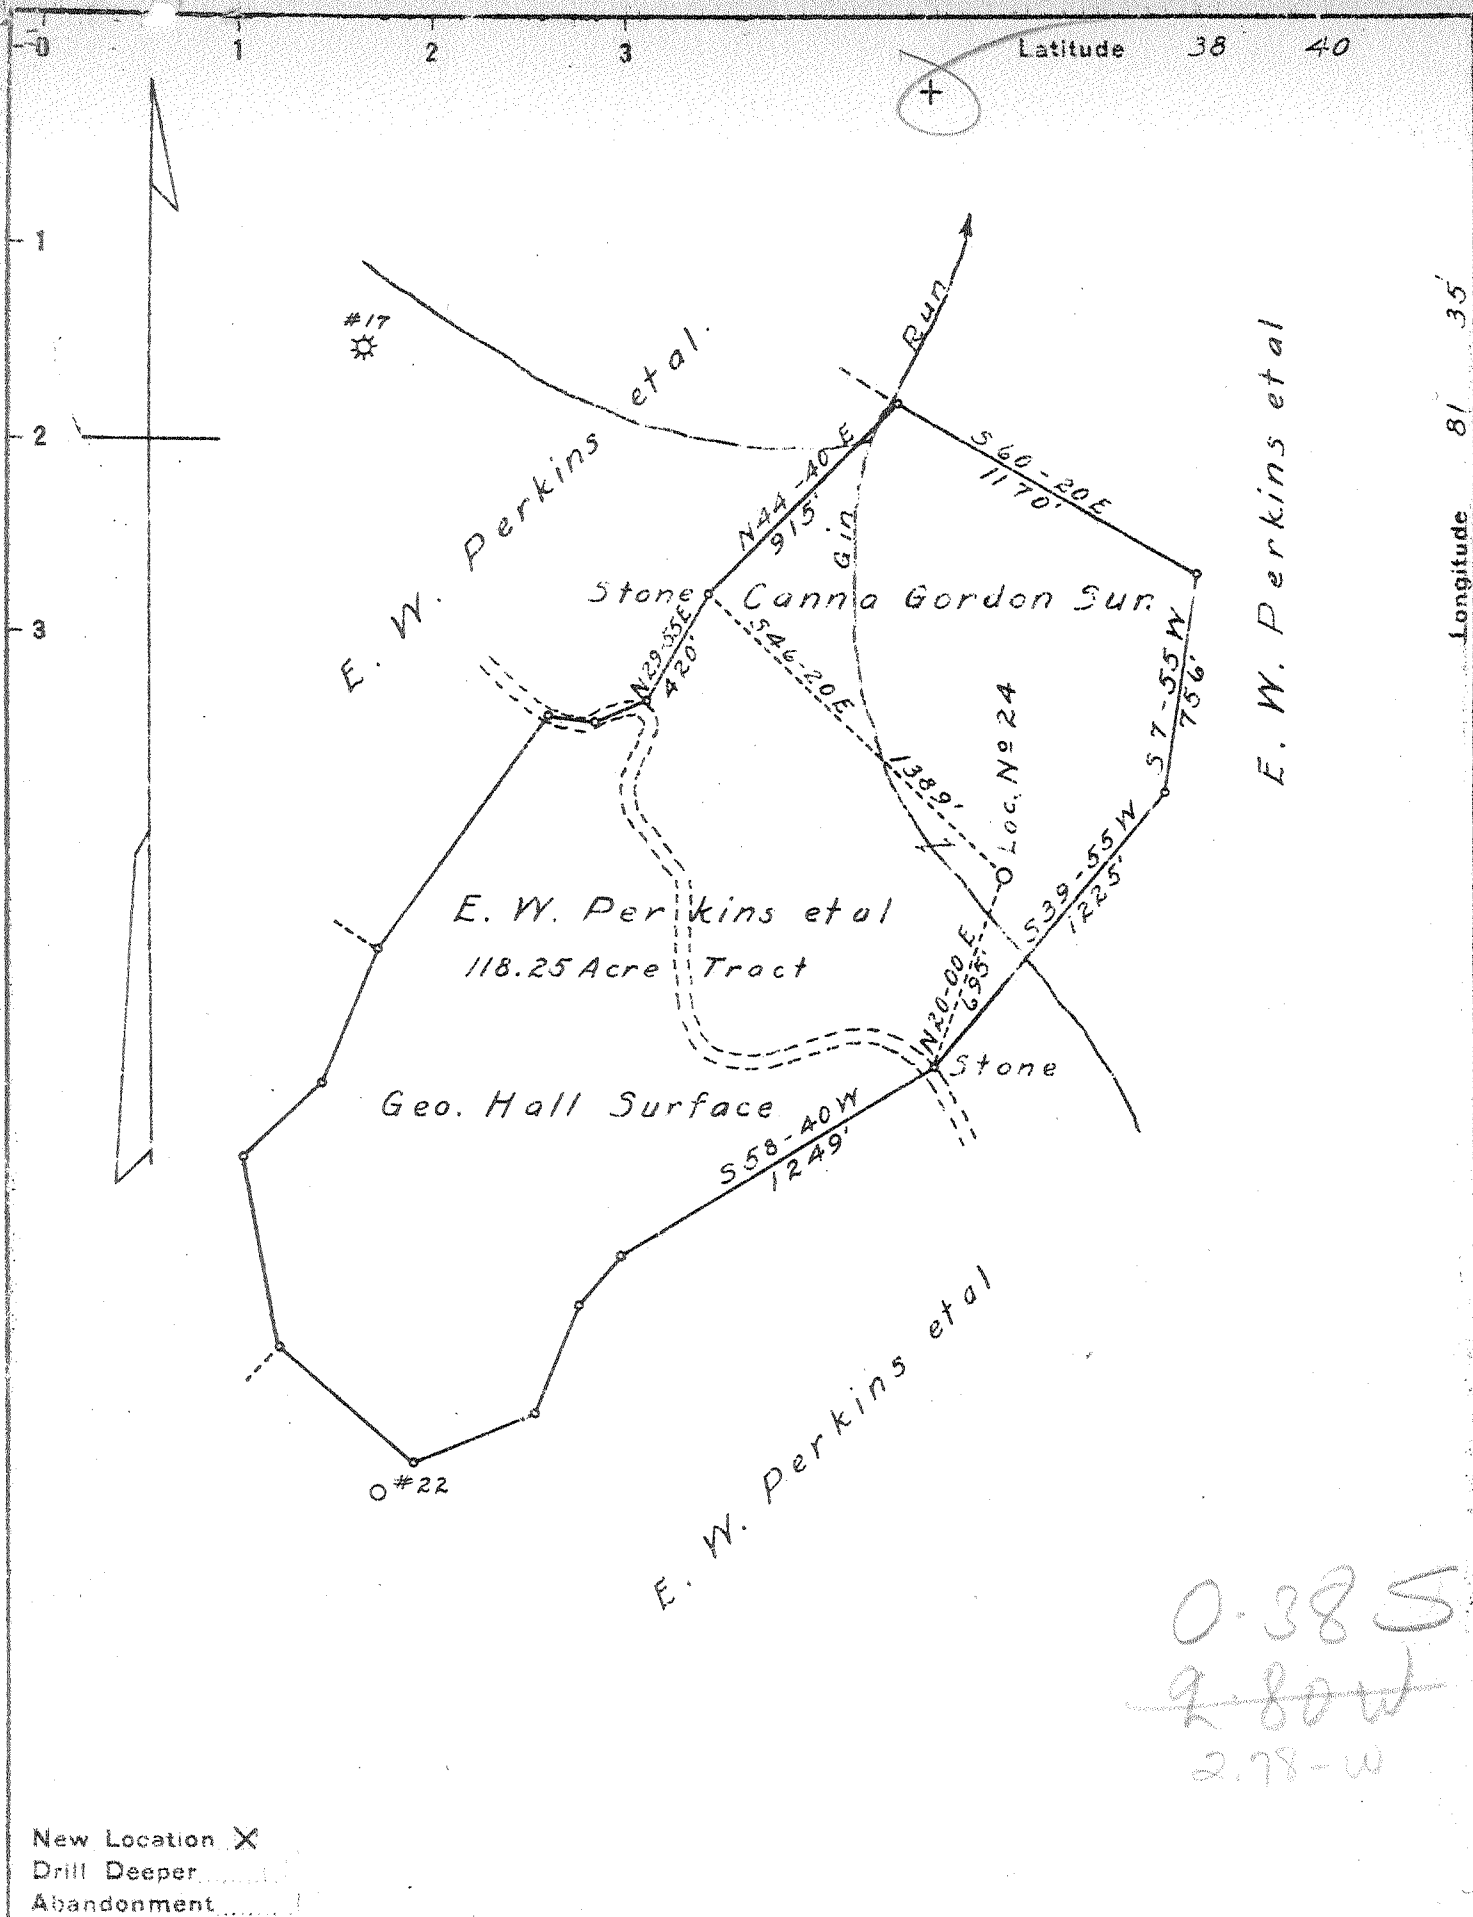 0 1 2 3 Latitude 38 40
+
1
2
3
Longitude 81 35'
#17
E. W. Perkins et al.
Gin Run
N44-40 E
915'
S 60-20 E
1170'
E. W. Perkins et al
Stone
Canna Gordon Sur.
N29-55E
420'
S46-20E 1389'
Loc. Nº 24
S 7-55 W
756'
S39-55 W
1225'
E. W. Perkins et al
118.25 Acre Tract
N20-00 E
695'
Stone
Geo. Hall Surface
S58-40 W
1249'
#22
E. W. Perkins et al
0.38 S
2.80 W
2.78-W
New Location X
Drill Deeper
Abandonment